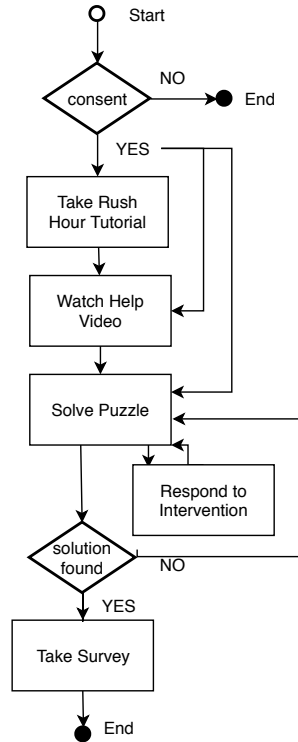 Start
consent
NO
End
YES
Take Rush
Hour Tutorial
Watch Help
Video
Solve Puzzle
Respond to
Intervention
solution
found
NO
YES
Take Survey
End